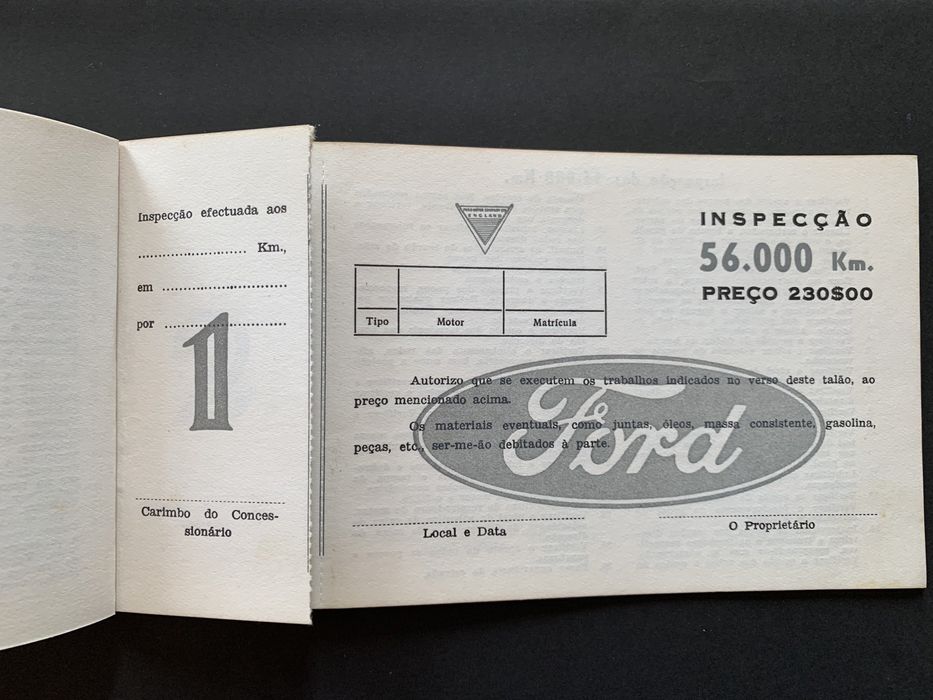 Inspecção efectuada aos
........................ Km.,
em ............................
por ...........................
1
Carimbo do Conces-
sionário
ENGLAND
INSPECÇÃO
56.000 Km.
PREÇO 230$00
Tipo Motor Matrícula
Autorizo que se executem os trabalhos indicados no verso deste talão, ao
preço mencionado acima.
Os materiais eventuais, como juntas, óleos, massa consistente, gasolina,
peças, etc., ser-me-ão debitados à parte.
Ford
Local e Data
O Proprietário